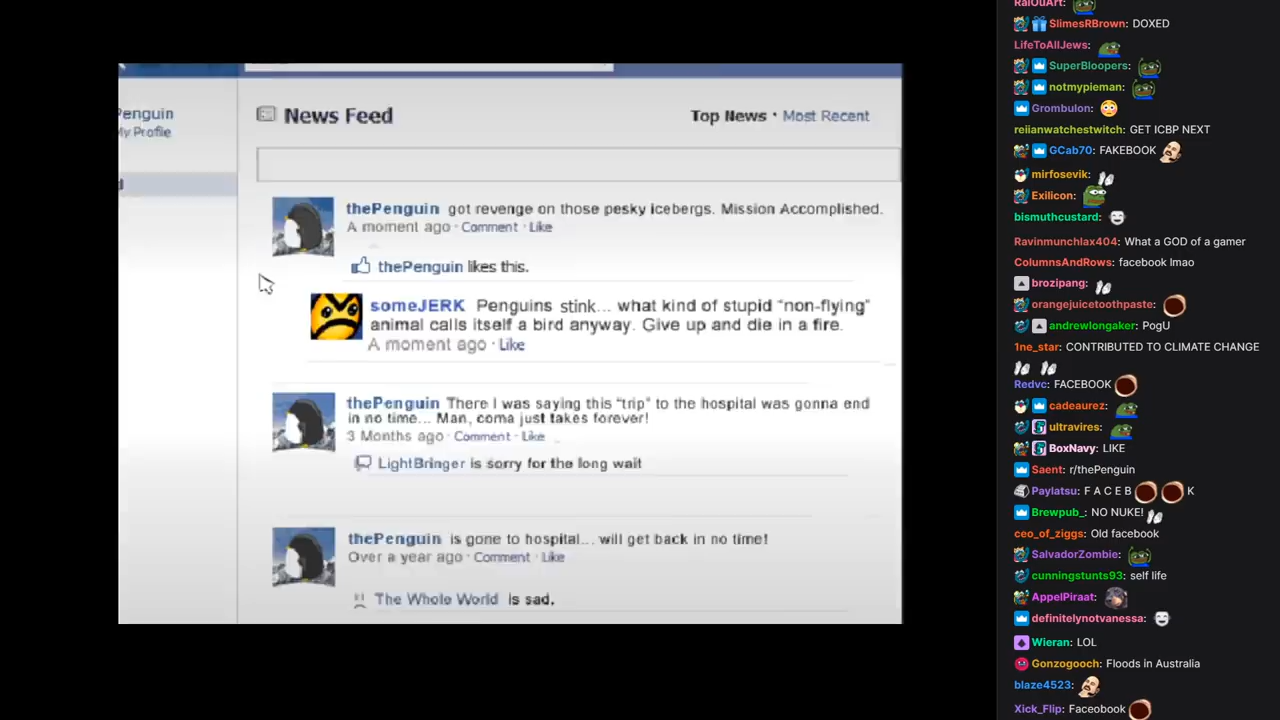 Penguin
My Profile
News Feed
Top News · Most Recent
thePenguin got revenge on those pesky icebergs. Mission Accomplished.
A moment ago · Comment · Like
thePenguin likes this.
someJERK Penguins stink... what kind of stupid "non-flying"
animal calls itself a bird anyway. Give up and die in a fire.
A moment ago · Like
thePenguin There I was saying this "trip" to the hospital was gonna end
in no time... Man, coma just takes forever!
3 Months ago · Comment · Like
LightBringer is sorry for the long wait
thePenguin is gone to hospital... will get back in no time!
Over a year ago · Comment · Like
The Whole World is sad.
RaiOuArt:
SlimesRBrown: DOXED
LifeToAllJews:
SuperBloopers:
notmypieman:
Grombulon:
reiianwatchestwitch: GET ICBP NEXT
GCab70: FAKEBOOK
mirfosevik:
Exilicon:
bismuthcustard:
Ravinmunchlax404: What a GOD of a gamer
ColumnsAndRows: facebook lmao
brozipang:
orangejuicetoothpaste:
andrewlongaker: PogU
1ne_star: CONTRIBUTED TO CLIMATE CHANGE
Redvc: FACEBOOK
cadeaurez:
ultravires:
BoxNavy: LIKE
Saent: r/thePenguin
Paylatsu: F A C E B K
Brewpub_: NO NUKE!
ceo_of_ziggs: Old facebook
SalvadorZombie:
cunningstunts93: self life
AppelPiraat:
definitelynotvanessa:
Wieran: LOL
Gonzogooch: Floods in Australia
blaze4523:
Xick_Flip: Faceobook